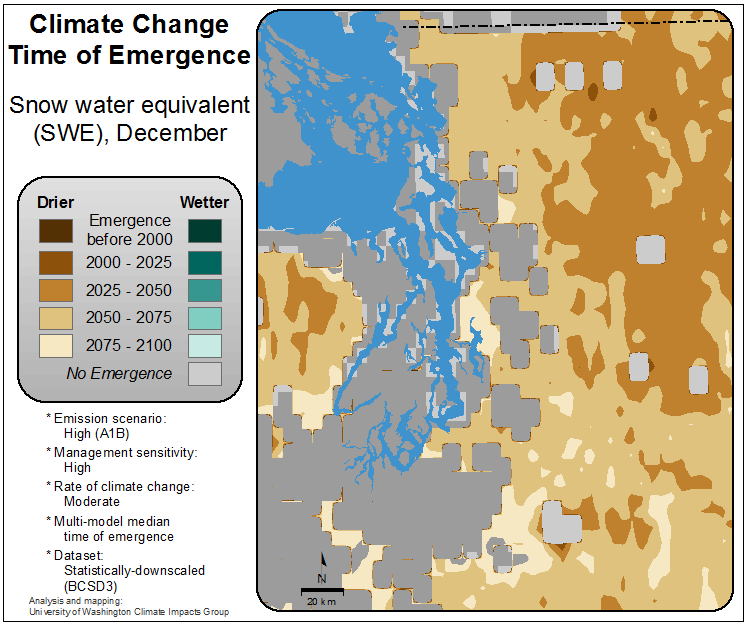 Climate Change
Time of Emergence
Snow water equivalent
(SWE), December
Drier
Wetter
Emergence
before 2000
2000 - 2025
2025 - 2050
2050 - 2075
2075 - 2100
No Emergence
* Emission scenario:
High (A1B)
* Management sensitivity:
High
* Rate of climate change:
Moderate
* Multi-model median
time of emergence
* Dataset:
Statistically-downscaled
(BCSD3)
Analysis and mapping:
University of Washington Climate Impacts Group
N
20 km